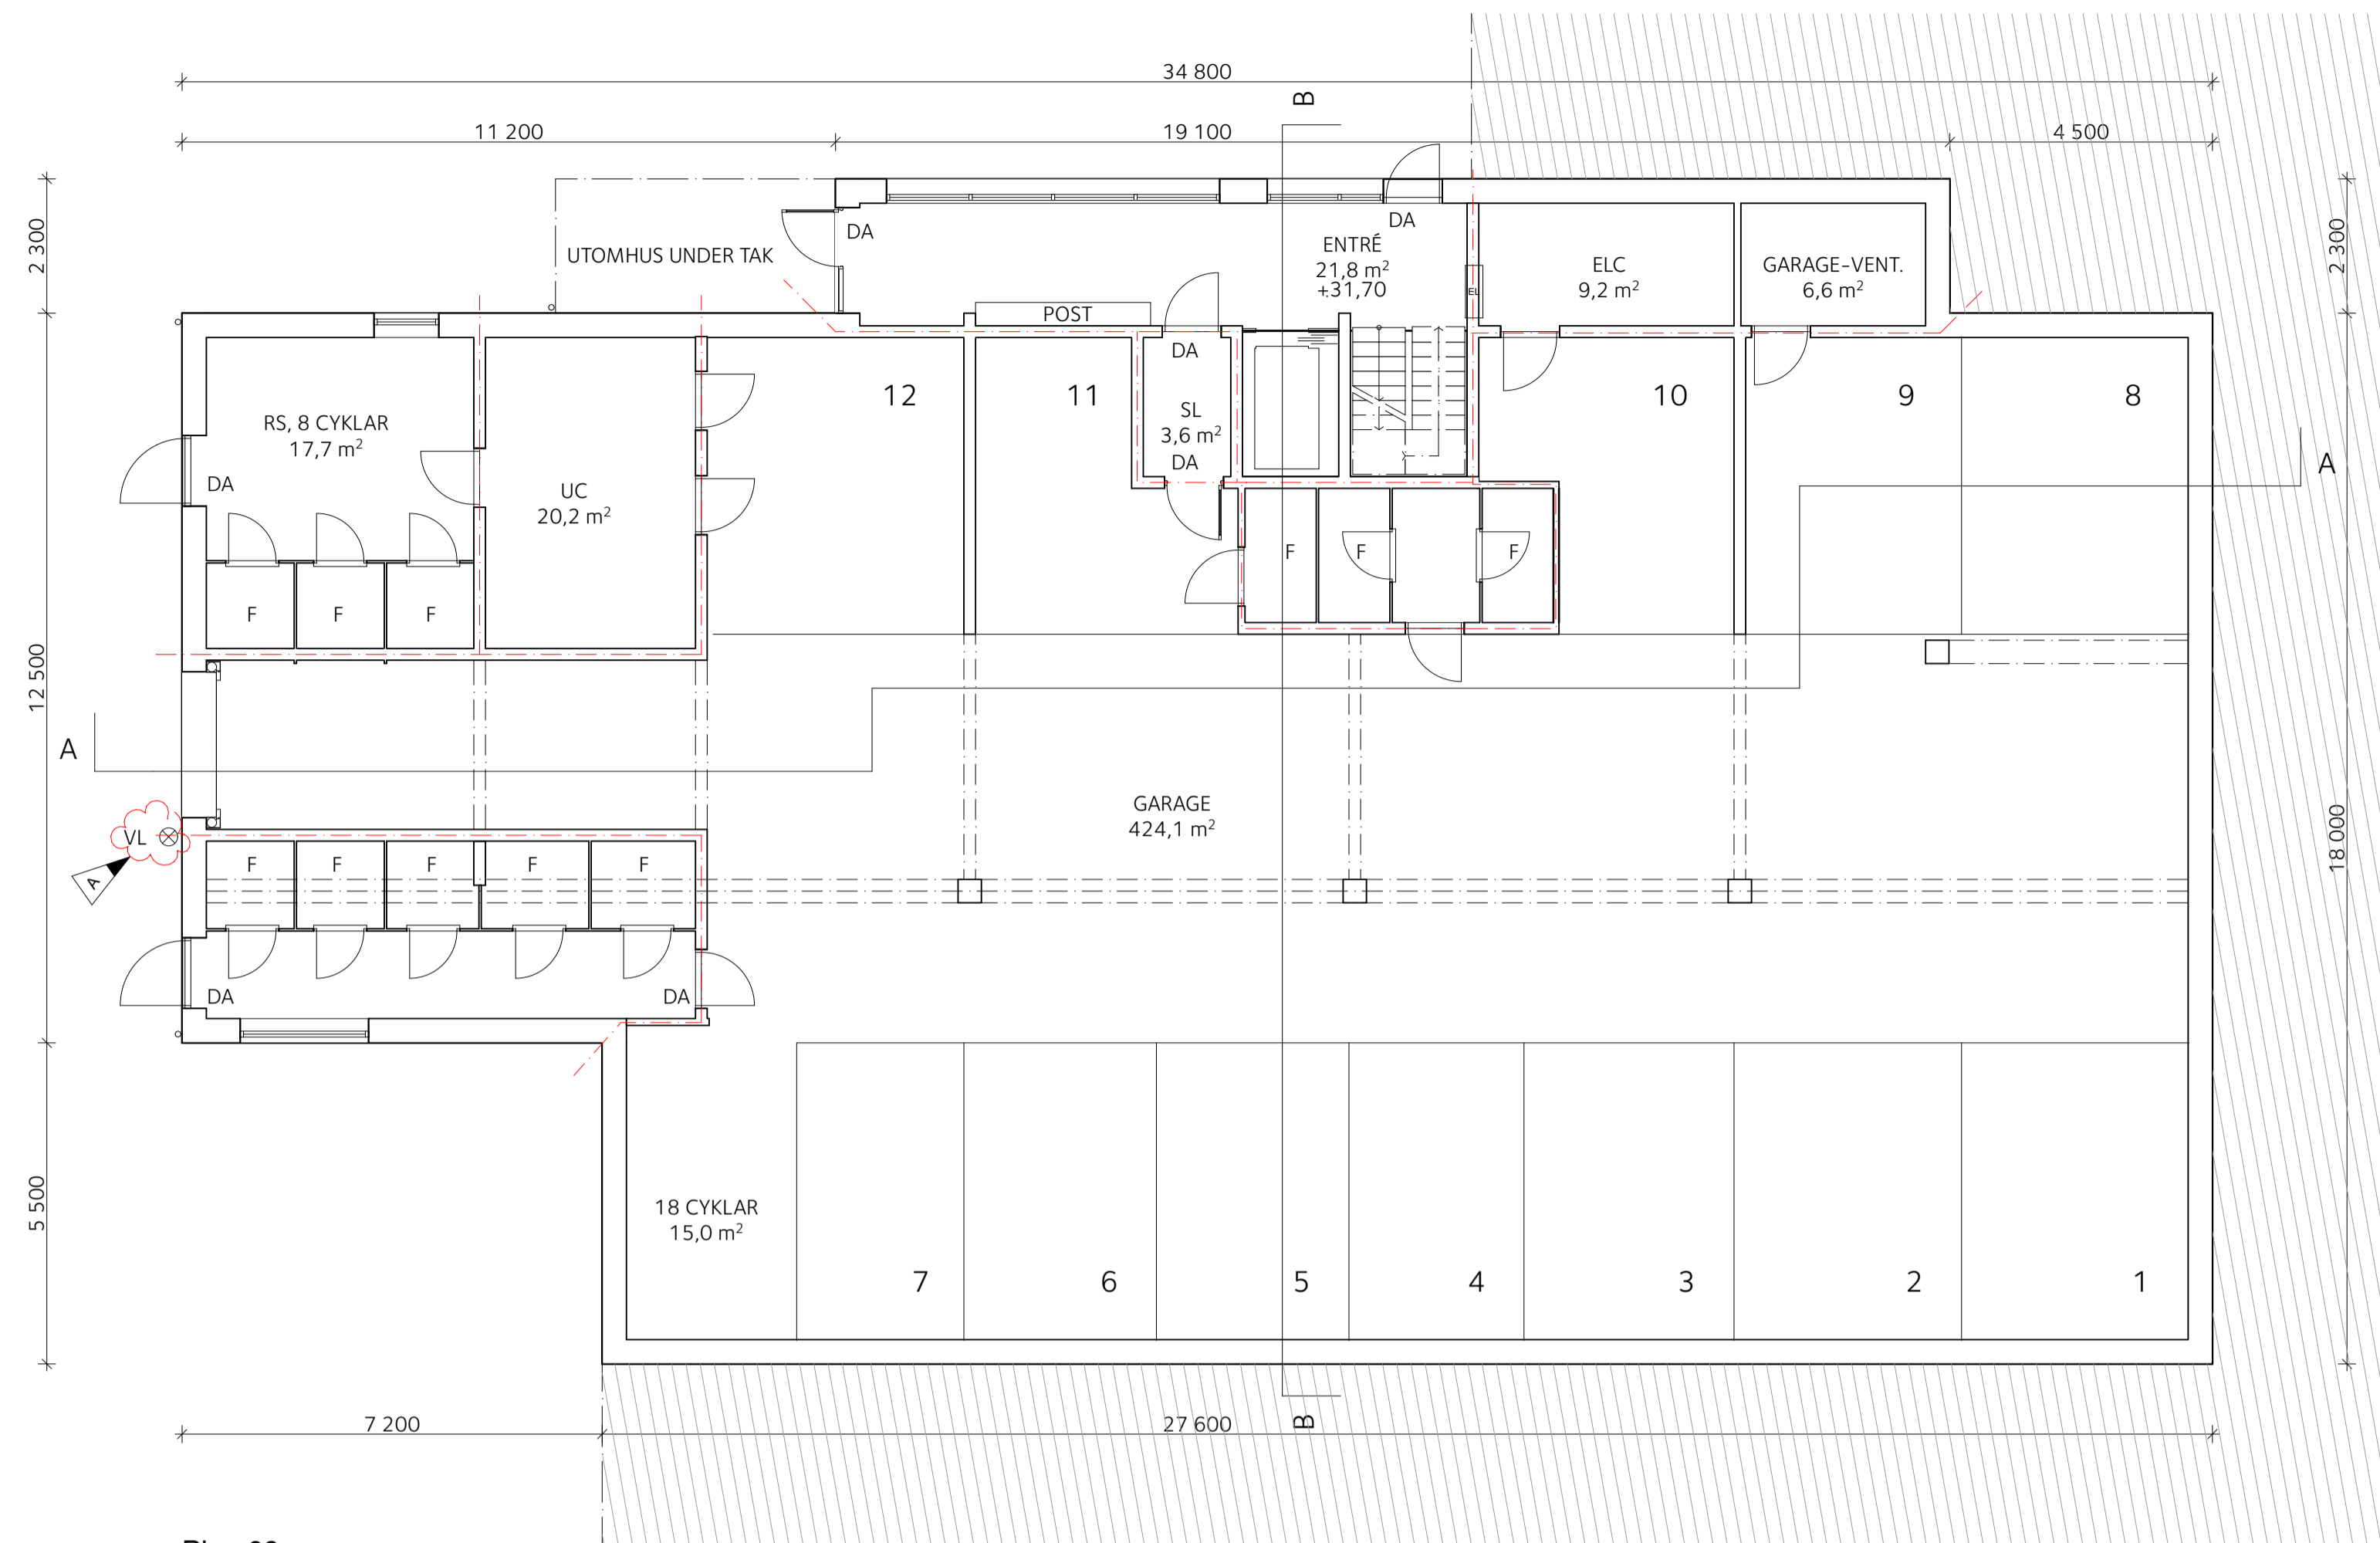 34 800
B
11 200
19 100
4 500
2 300
2 300
DA
DA
UTOMHUS UNDER TAK
ENTRÉ
21,8 m²
+31,70
ELC
9,2 m²
GARAGE-VENT.
6,6 m²
EL
POST
DA
12
11
10
9
8
SL
3,6 m²
DA
RS, 8 CYKLAR
17,7 m²
DA
UC
20,2 m²
A
F
F
F
F
F
F
12 500
A
GARAGE
424,1 m²
18 000
VL
A
F
F
F
F
F
DA
DA
5 500
18 CYKLAR
15,0 m²
7
6
5
4
3
2
1
7 200
27 600
B